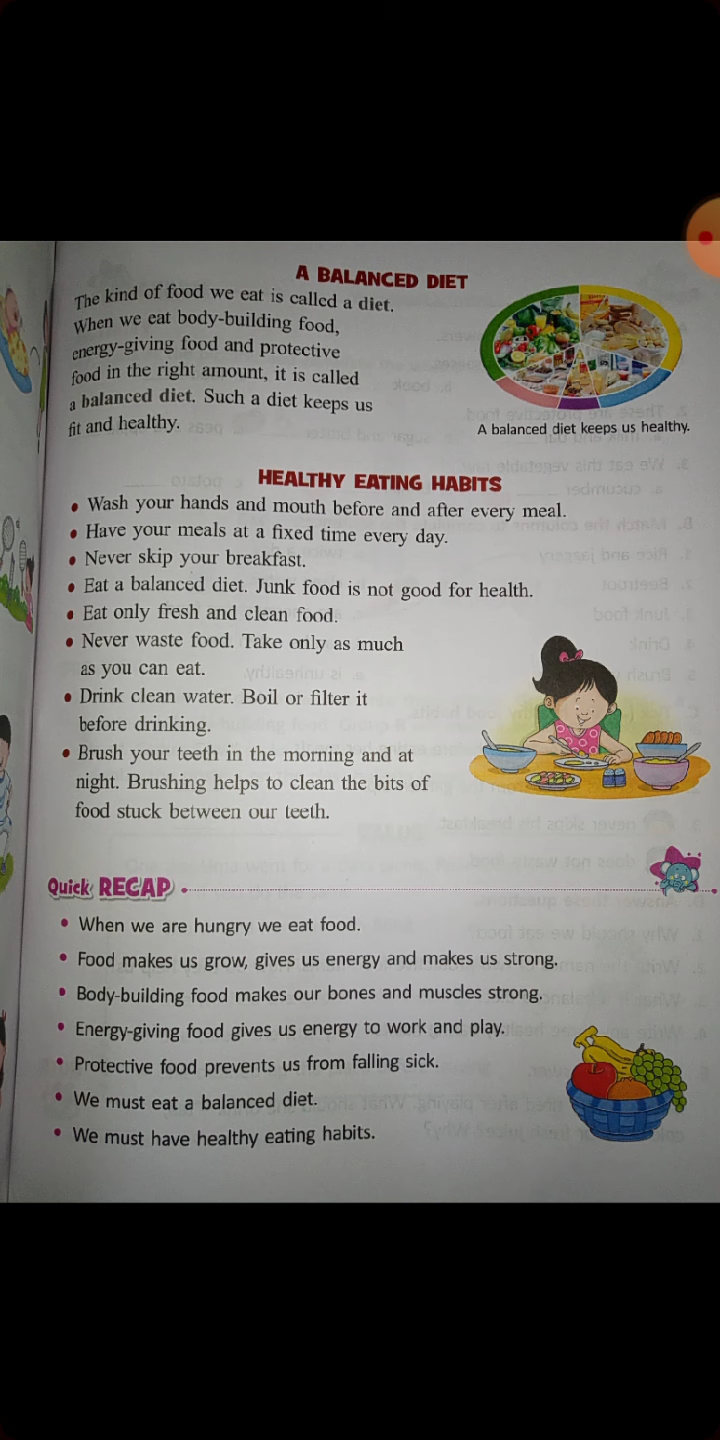 A BALANCED DIET
The kind of food we eat is called a diet.
When we eat body-building food,
energy-giving food and protective
food in the right amount, it is called
a balanced diet. Such a diet keeps us
fit and healthy.
A balanced diet keeps us healthy.
HEALTHY EATING HABITS
• Wash your hands and mouth before and after every meal.
• Have your meals at a fixed time every day.
• Never skip your breakfast.
• Eat a balanced diet. Junk food is not good for health.
• Eat only fresh and clean food.
• Never waste food. Take only as much
as you can eat.
• Drink clean water. Boil or filter it
before drinking.
• Brush your teeth in the morning and at
night. Brushing helps to clean the bits of
food stuck between our teeth.
Quick RECAP
• When we are hungry we eat food.
• Food makes us grow, gives us energy and makes us strong.
• Body-building food makes our bones and muscles strong.
• Energy-giving food gives us energy to work and play.
• Protective food prevents us from falling sick.
• We must eat a balanced diet.
• We must have healthy eating habits.